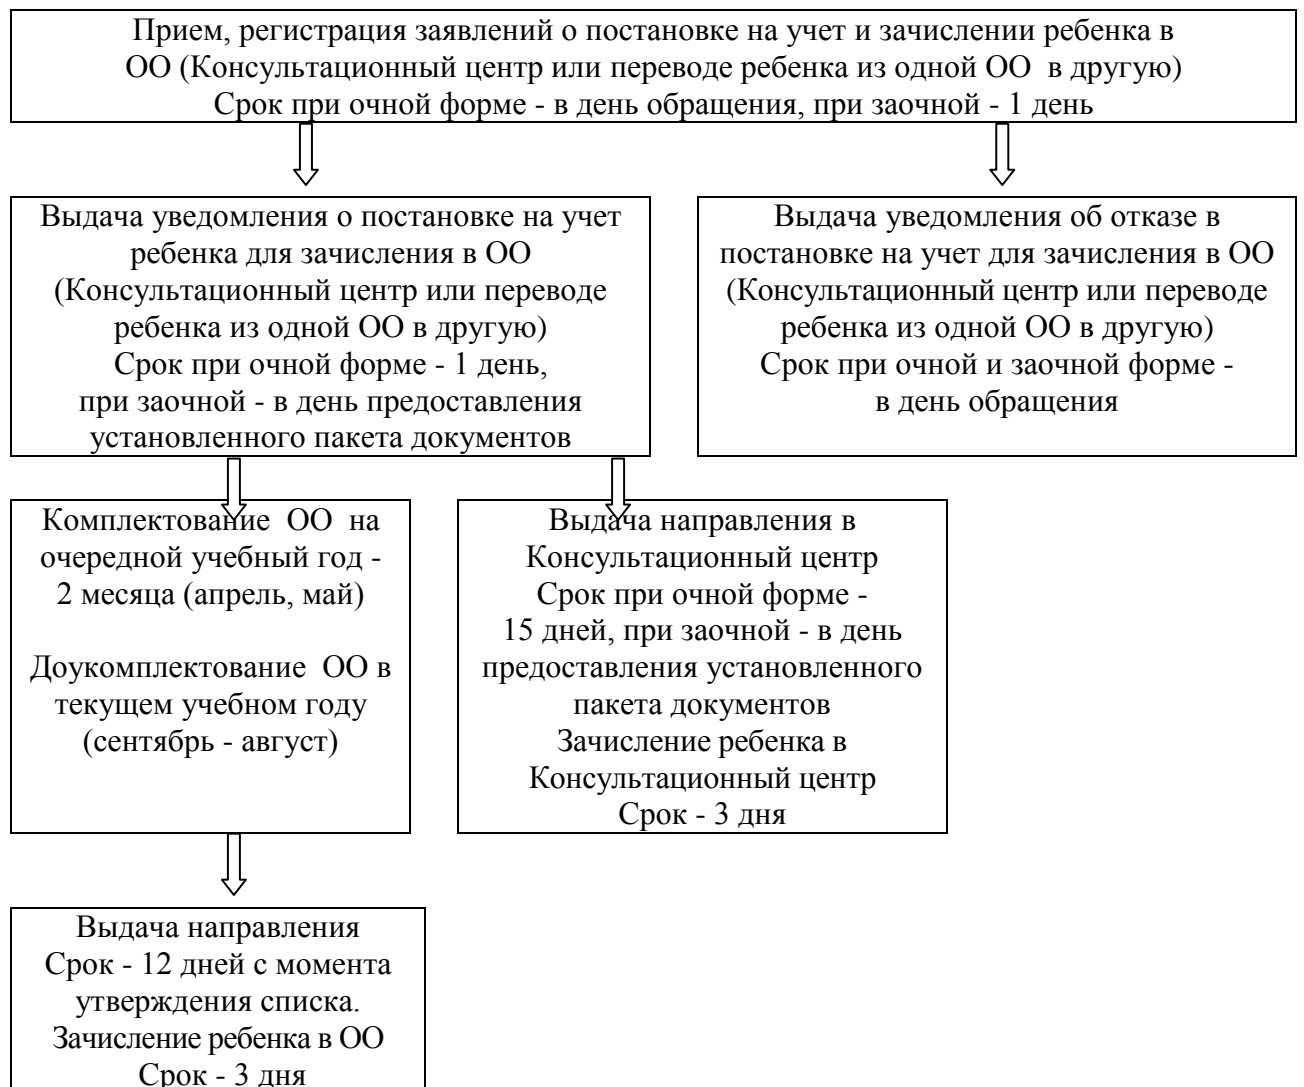 Прием, регистрация заявлений о постановке на учет и зачислении ребенка в
ОО (Консультационный центр или переводе ребенка из одной ОО в другую)
Срок при очной форме - в день обращения, при заочной - 1 день
Выдача уведомления о постановке на учет
ребенка для зачисления в ОО
(Консультационный центр или переводе
ребенка из одной ОО в другую)
Срок при очной форме - 1 день,
при заочной - в день предоставления
установленного пакета документов
Выдача уведомления об отказе в
постановке на учет для зачисления в ОО
(Консультационный центр или переводе
ребенка из одной ОО в другую)
Срок при очной и заочной форме -
в день обращения
Комплектование ОО на
очередной учебный год -
2 месяца (апрель, май)
Доукомплектование ОО в
текущем учебном году
(сентябрь - август)
Выдача направления в
Консультационный центр
Срок при очной форме -
15 дней, при заочной - в день
предоставления установленного
пакета документов
Зачисление ребенка в
Консультационный центр
Срок - 3 дня
Выдача направления
Срок - 12 дней с момента
утверждения списка.
Зачисление ребенка в ОО
Срок - 3 дня